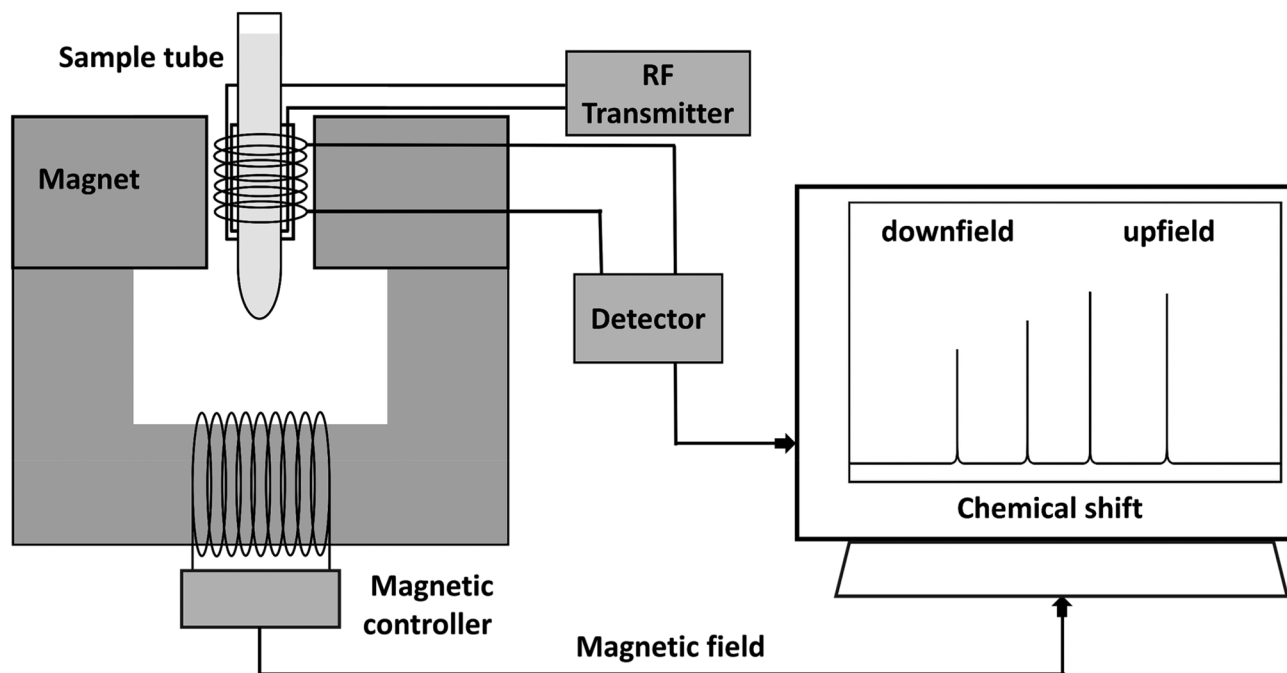 Sample tube
RF
Transmitter
Magnet
downfield
upfield
Detector
Chemical shift
Magnetic
controller
Magnetic field